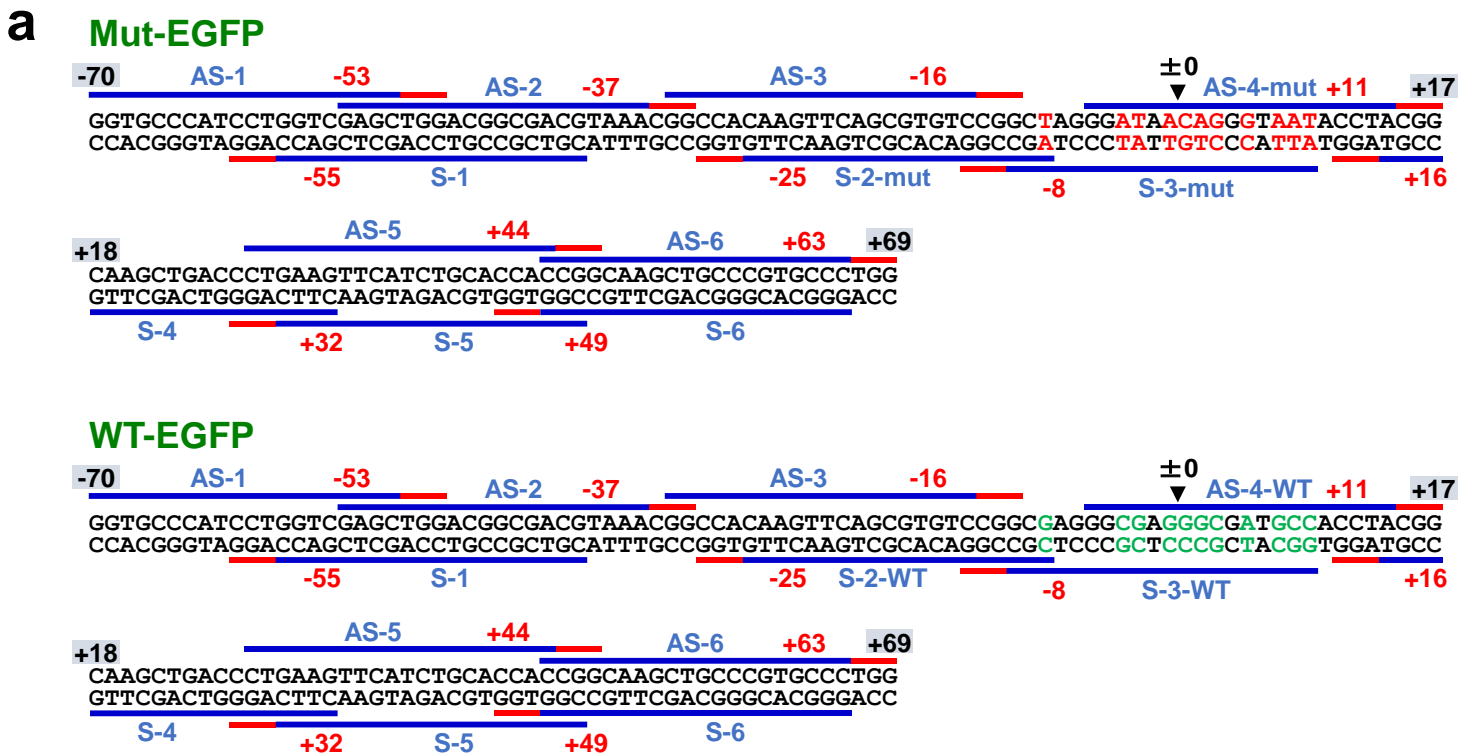 a
Mut-EGFP
-70 AS-1 -53 AS-2 -37 AS-3 -16 ±0 AS-4-mut +11 +17
GGTGCCCATCCTGGTCGAGCTGGACGGCGACGTAAACGGCCACAAGTTCAGCGTGTCCGGCTAGGGATAACAGGGTAATACCTACGG
CCACGGGTAGGACCAGCTCGACCTGCCGCTGCATTTGCCGGTGTTCAAGTCGCACAGGCCGATCCCTATTGTCCCATTATGGATGCC
-55 S-1 -25 S-2-mut -8 S-3-mut +16
+18 AS-5 +44 AS-6 +63 +69
CAAGCTGACCCTGAAGTTCATCTGCACCACCGGCAAGCTGCCCGTGCCCTGG
GTTCGACTGGGACTTCAAGTAGACGTGGTGGCCGTTCGACGGGCACGGGACC
S-4 +32 S-5 +49 S-6
WT-EGFP
-70 AS-1 -53 AS-2 -37 AS-3 -16 ±0 AS-4-WT +11 +17
GGTGCCCATCCTGGTCGAGCTGGACGGCGACGTAAACGGCCACAAGTTCAGCGTGTCCGGCGAGGGCGAGGGCGATGCCACCTACGG
CCACGGGTAGGACCAGCTCGACCTGCCGCTGCATTTGCCGGTGTTCAAGTCGCACAGGCCGCTCCCGCTCCCGCTACGGTGGATGCC
-55 S-1 -25 S-2-WT -8 S-3-WT +16
+18 AS-5 +44 AS-6 +63 +69
CAAGCTGACCCTGAAGTTCATCTGCACCACCGGCAAGCTGCCCGTGCCCTGG
GTTCGACTGGGACTTCAAGTAGACGTGGTGGCCGTTCGACGGGCACGGGACC
S-4 +32 S-5 +49 S-6